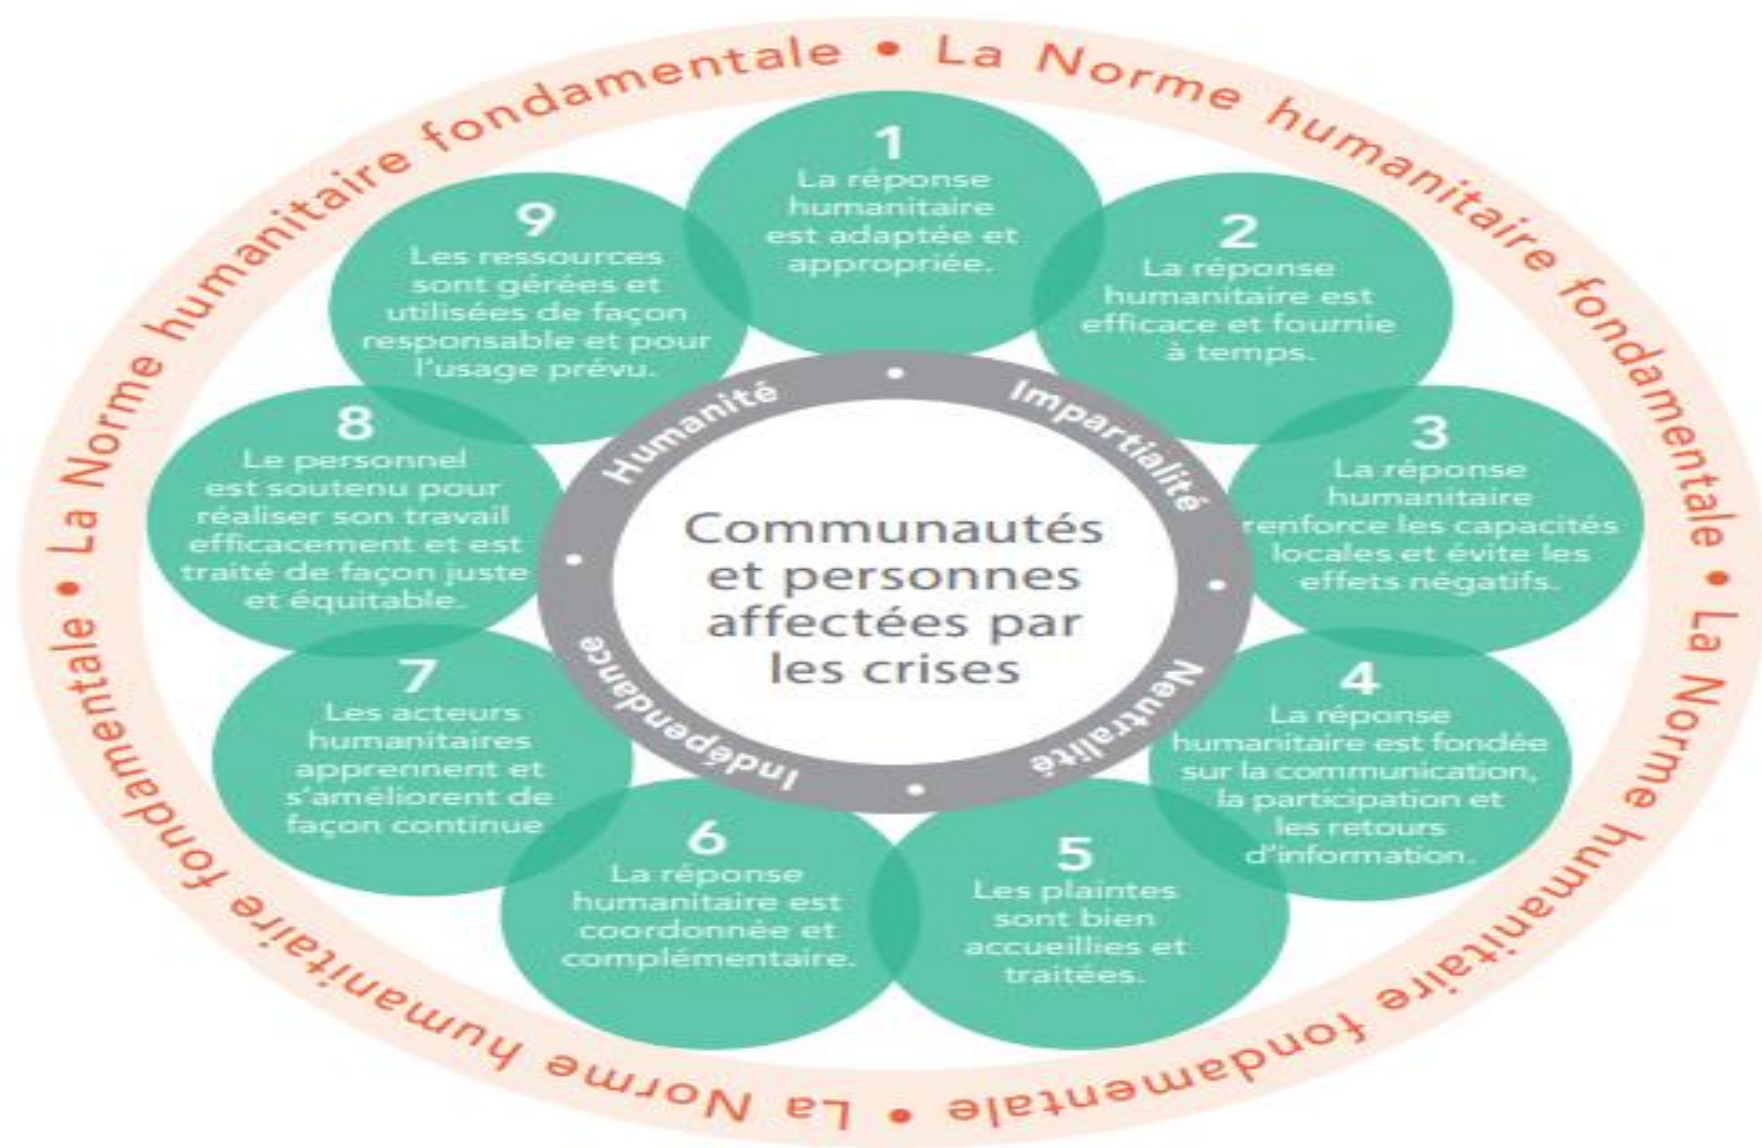 La Norme humanitaire fondamentale • La Norme humanitaire fondamentale • La Norme humanitaire fondamentale • La Norme humanitaire fondamentale •
1
La réponse
humanitaire
est adaptée et
appropriée.
2
La réponse
humanitaire est
efficace et fournie
à temps.
3
La réponse
humanitaire
renforce les capacités
locales et évite les
effets négatifs.
4
La réponse
humanitaire est fondée
sur la communication,
la participation et
les retours
d'information.
5
Les plaintes
sont bien
accueillies et
traitées.
6
La réponse
humanitaire est
coordonnée et
complémentaire.
7
Les acteurs
humanitaires
apprennent et
s'améliorent de
façon continue
8
Le personnel
est soutenu pour
réaliser son travail
efficacement et est
traité de façon juste
et équitable.
9
Les ressources
sont gérées et
utilisées de façon
responsable et pour
l'usage prévu.
Humanité • Impartialité • Neutralité • Indépendance •
Communautés
et personnes
affectées par
les crises